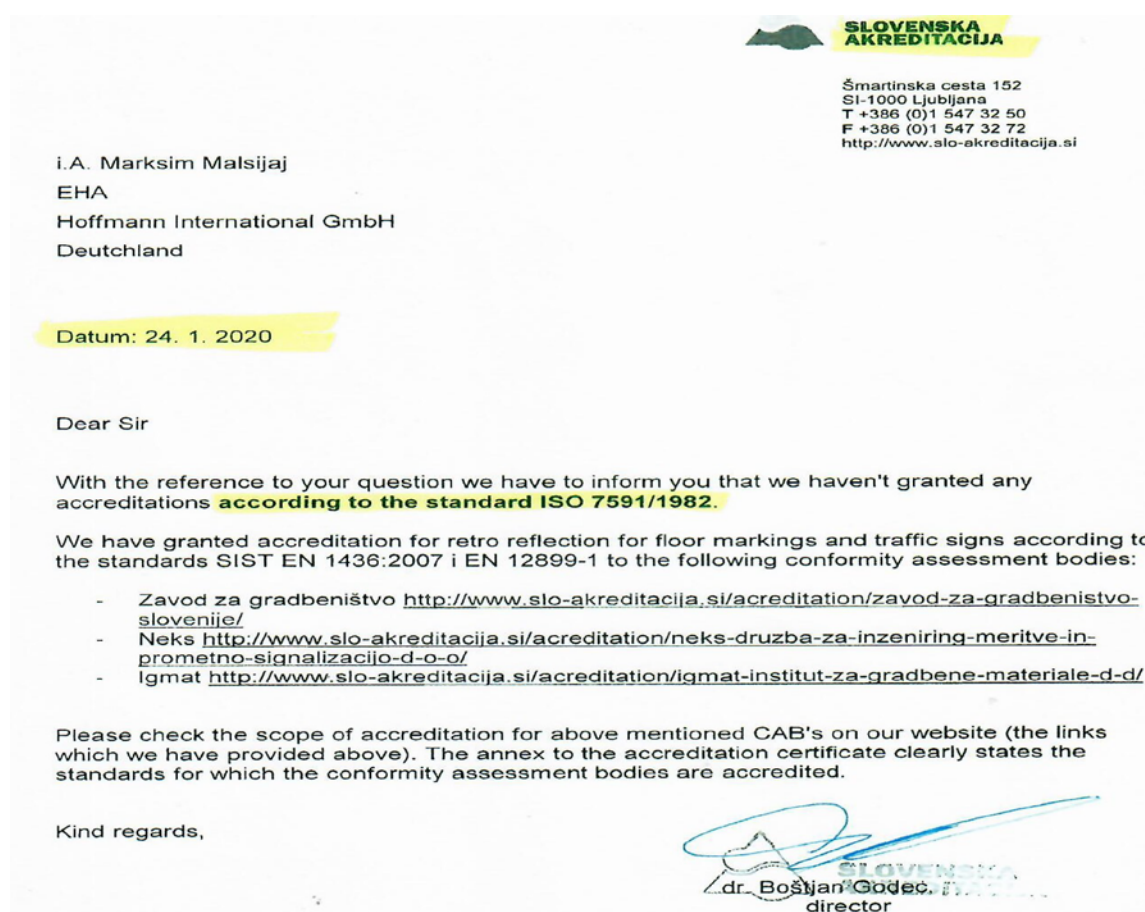 SLOVENSKA
AKREDITACIJA
Šmartinska cesta 152
SI-1000 Ljubljana
T +386 (0)1 547 32 50
F +386 (0)1 547 32 72
http://www.slo-akreditacija.si
i.A. Marksim Malsijaj
EHA
Hoffmann International GmbH
Deutchland
Datum: 24. 1. 2020
Dear Sir
With the reference to your question we have to inform you that we haven't granted any
accreditations according to the standard ISO 7591/1982.
We have granted accreditation for retro reflection for floor markings and traffic signs according to
the standards SIST EN 1436:2007 i EN 12899-1 to the following conformity assessment bodies:
- Zavod za gradbeništvo http://www.slo-akreditacija.si/acreditation/zavod-za-gradbenistvo-
slovenije/
- Neks http://www.slo-akreditacija.si/acreditation/neks-druzba-za-inzeniring-meritve-in-
prometno-signalizacijo-d-o-o/
- Igmat http://www.slo-akreditacija.si/acreditation/igmat-institut-za-gradbene-materiale-d-d/
Please check the scope of accreditation for above mentioned CAB's on our website (the links
which we have provided above). The annex to the accreditation certificate clearly states the
standards for which the conformity assessment bodies are accredited.
Kind regards,
SLOVENSKA
dr. Boštjan Godec,
director